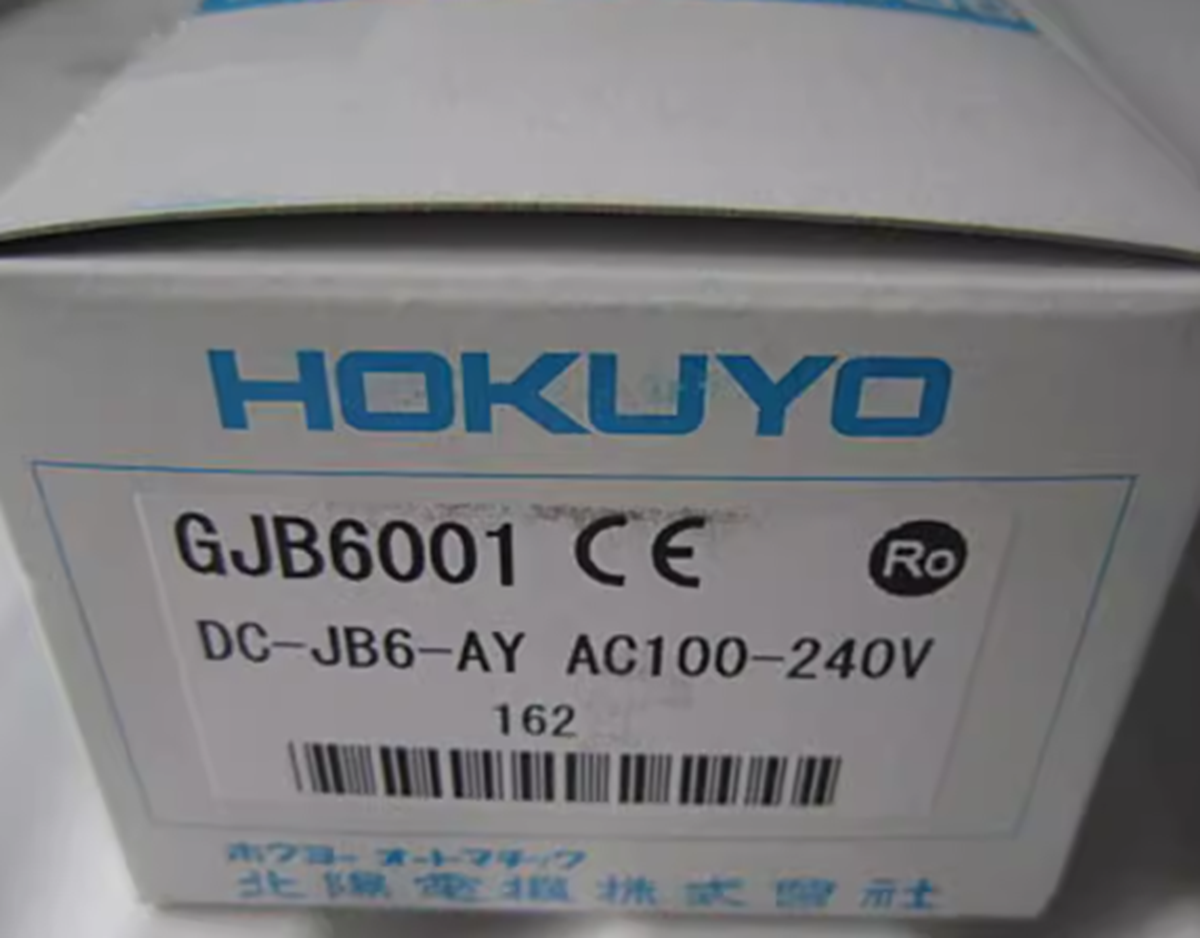 HOKUYO
GJB6001 CE Ro
DC-JB6-AY AC100-240V
162
ホクヨー オートマチック
北陽電機株式會社